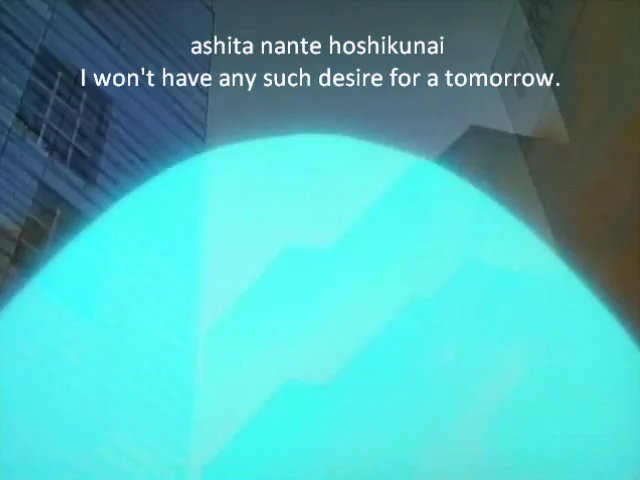 ashita nante hoshikunai
I won't have any such desire for a tomorrow.